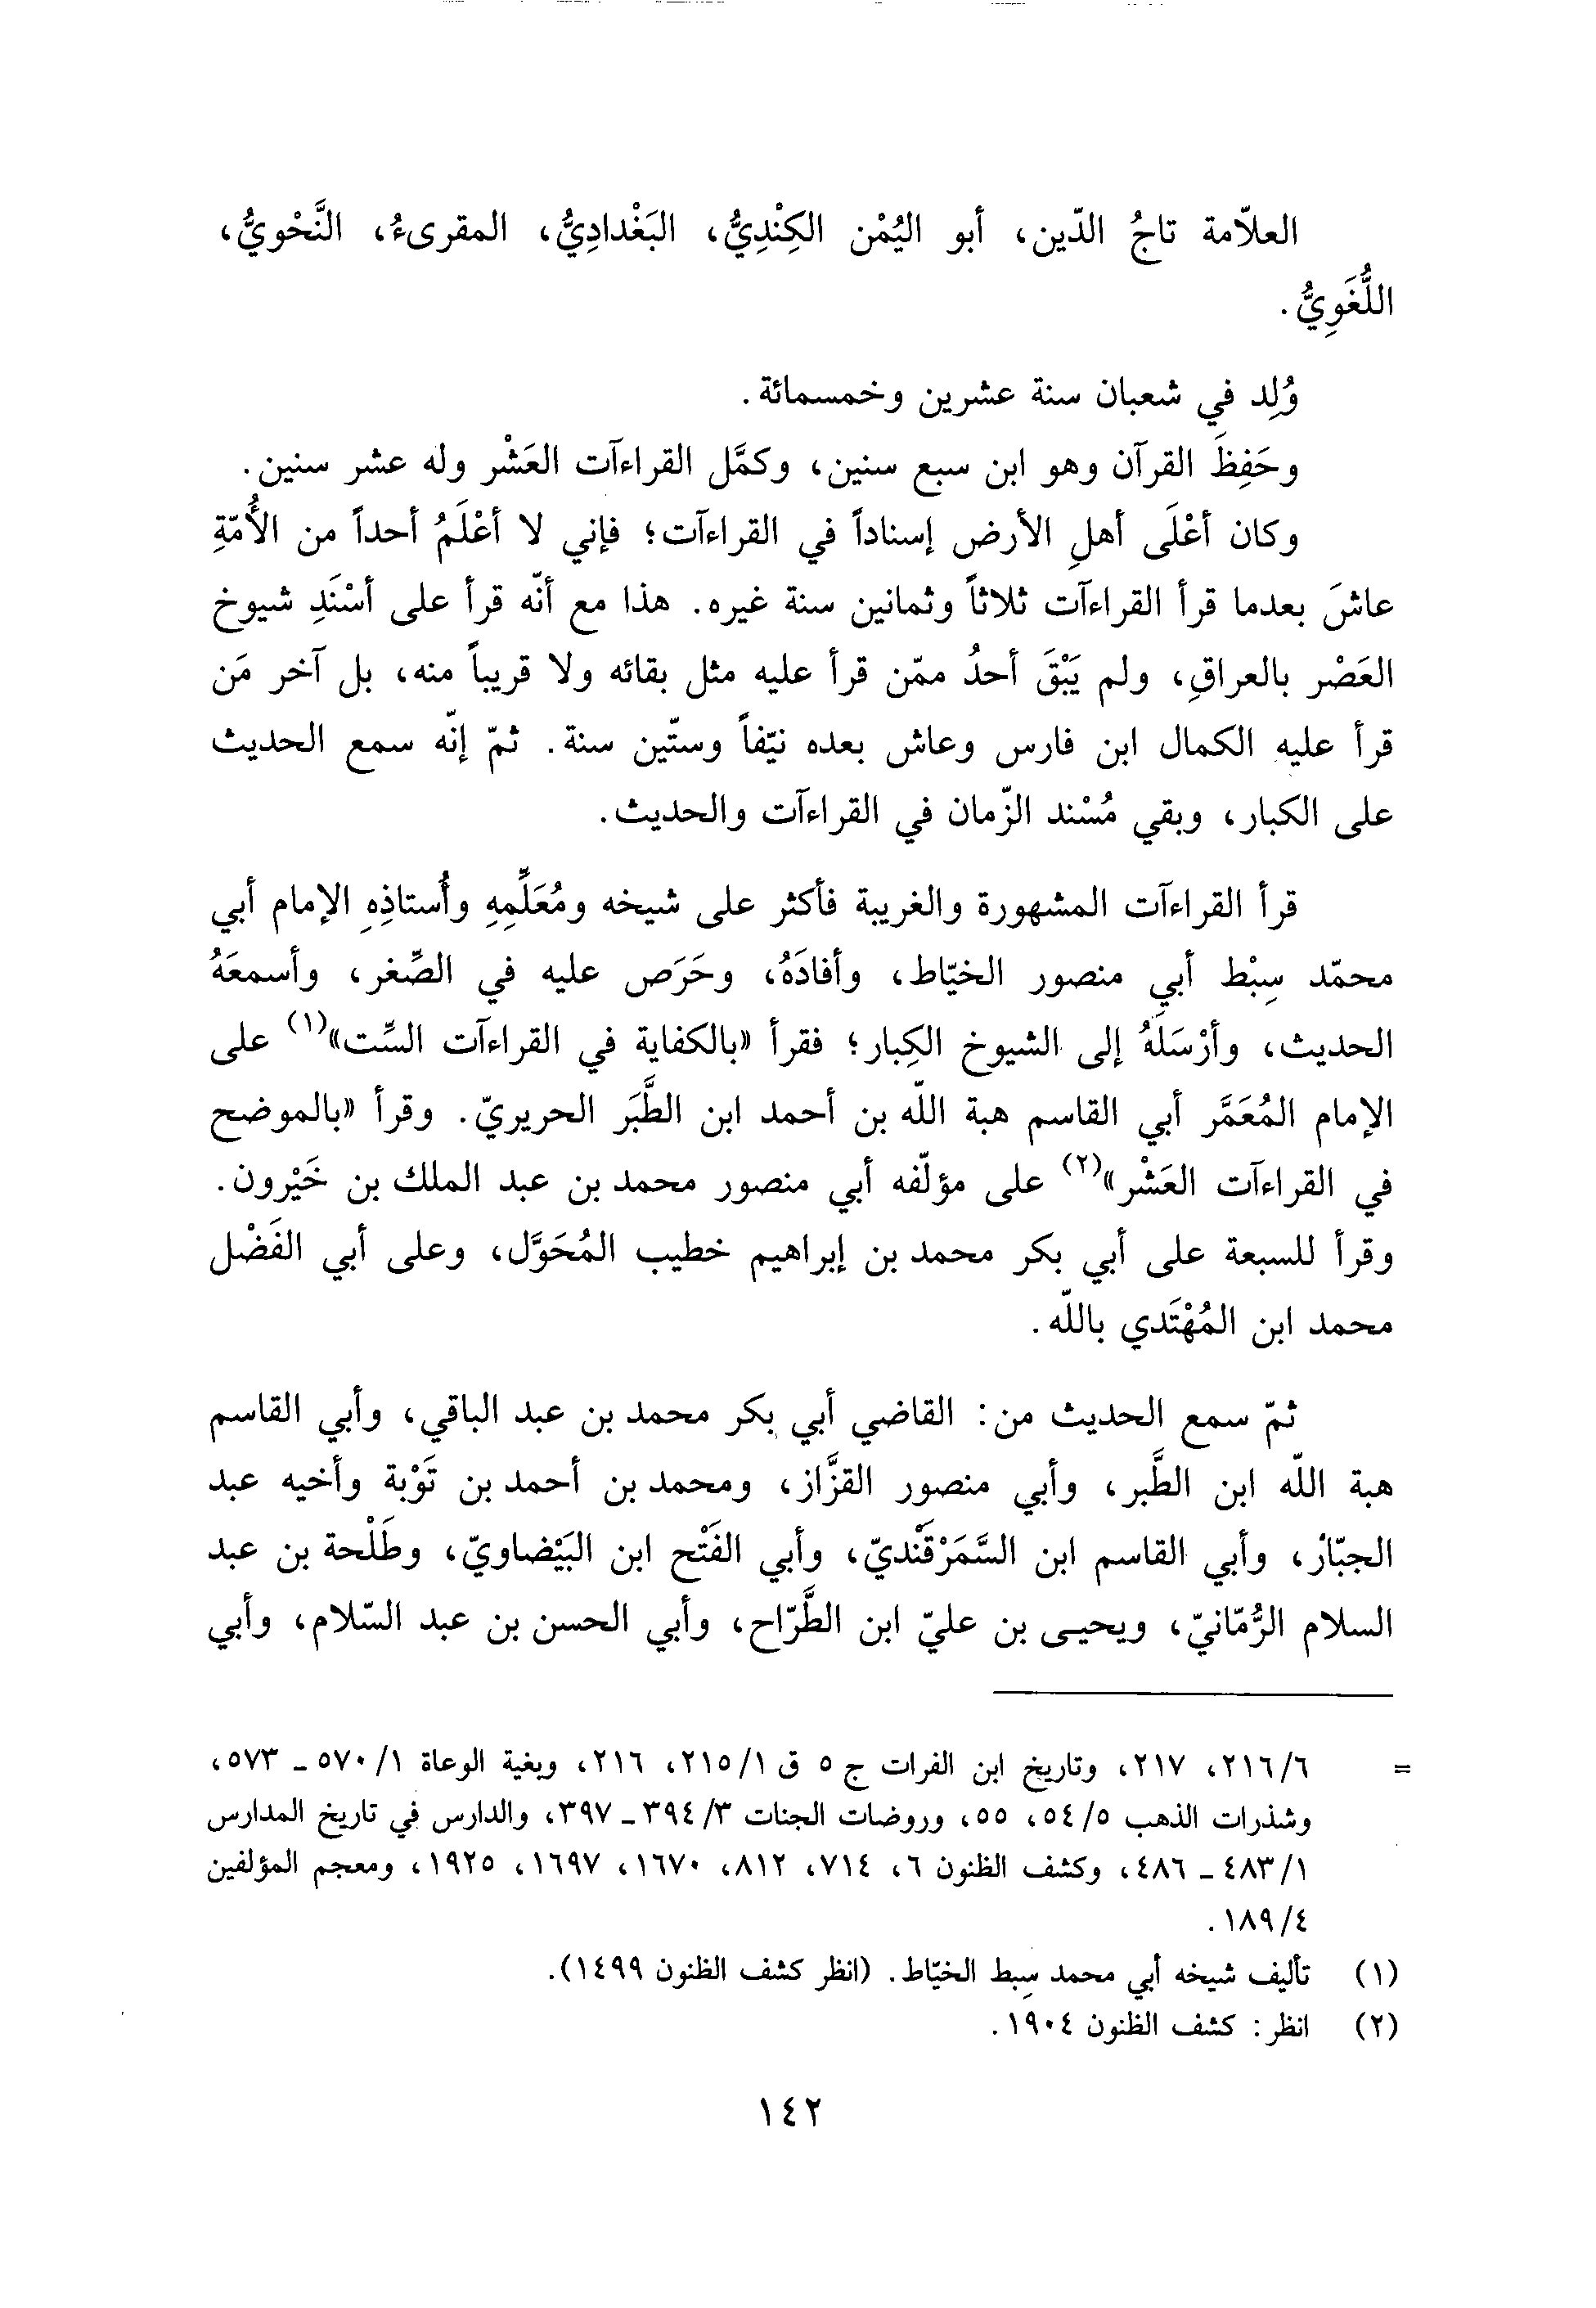 العلاّمة تاجُ الدّين، أبو اليُمْن الكِنْدِيُّ، البَغْدادِيُّ، المقرىءُ، النَّحْويُّ،
اللُّغَوِيُّ.
وُلِد في شعبان سنة عشرين وخمسمائة.
وحَفِظَ القرآن وهو ابن سبع سنين، وكمَّل القراءآت العَشْر وله عشر سنين.
وكان أعْلَى أهلِ الأرض إسناداً في القراءآت؛ فإني لا أعْلَمُ أحداً من الأُمّةِ
عاشَ بعدما قرأ القراءآت ثلاثاً وثمانين سنة غيره. هذا مع أنّه قرأ على أسْنَدِ شيوخ
العَصْر بالعراقِ، ولم يَبْقَ أحدُ ممّن قرأ عليه مثل بقائه ولا قريباً منه، بل آخر مَن
قرأ عليه الكمال ابن فارس وعاش بعده نيّفاً وستّين سنة. ثمّ إنّه سمع الحديث
على الكبار، وبقي مُسْند الزّمان في القراءآت والحديث.
قرأ القراءآت المشهورة والغريبة فأكثر على شيخه ومُعَلِّمِهِ وأُستاذِهِ الإمام أبي
محمّد سِبْط أبي منصور الخيّاط، وأفادَهُ، وحَرَص عليه في الصِّغر، وأسمعَهُ
الحديث، وأرْسَلَهُ إلى الشيوخ الكِبار؛ فقرأ «بالكفاية في القراءآت السِّت»(١) على
الإمام المُعَمَّر أبي القاسم هبة اللّه بن أحمد ابن الطَّبَر الحريريّ. وقرأ «بالموضح
في القراءآت العَشْر»(٢) على مؤلّفه أبي منصور محمد بن عبد الملك بن خَيْرون.
وقرأ للسبعة على أبي بكر محمد بن إبراهيم خطيب المُحَوَّل، وعلى أبي الفَضْل
محمد ابن المُهْتَدي باللّه.
ثمّ سمع الحديث من: القاضي أبي بكر محمد بن عبد الباقي، وأبي القاسم
هبة اللّه ابن الطَّبر، وأبي منصور القزَّاز، ومحمد بن أحمد بن تَوْبة وأخيه عبد
الجبّار، وأبي القاسم ابن السَّمَرْقَنْديّ، وأبي الفَتْح ابن البَيْضاويّ، وطَلْحة بن عبد
السلام الرُّمّانيّ، ويحيـى بن عليّ ابن الطَّرّاح، وأبي الحسن بن عبد السّلام، وأبي
= ٦/ ٢١٦، ٢١٧، وتاريخ ابن الفرات ج ٥ ق ١/ ٢١٥، ٢١٦، وبغية الوعاة ١/ ٥٧٠ ـ ٥٧٣،
وشذرات الذهب ٥/ ٥٤، ٥٥، وروضات الجنات ٣/ ٣٩٤ ـ ٣٩٧، والدارس في تاريخ المدارس
١/ ٤٨٣ ـ ٤٨٦، وكشف الظنون ٦، ٧١٤، ٨١٢، ١٦٧٠، ١٦٩٧، ١٩٢٥، ومعجم المؤلفين
٤/ ١٨٩.
(١) تأليف شيخه أبي محمد سِبط الخيّاط. (انظر كشف الظنون ١٤٩٩).
(٢) انظر: كشف الظنون ١٩٠٤.
١٤٢